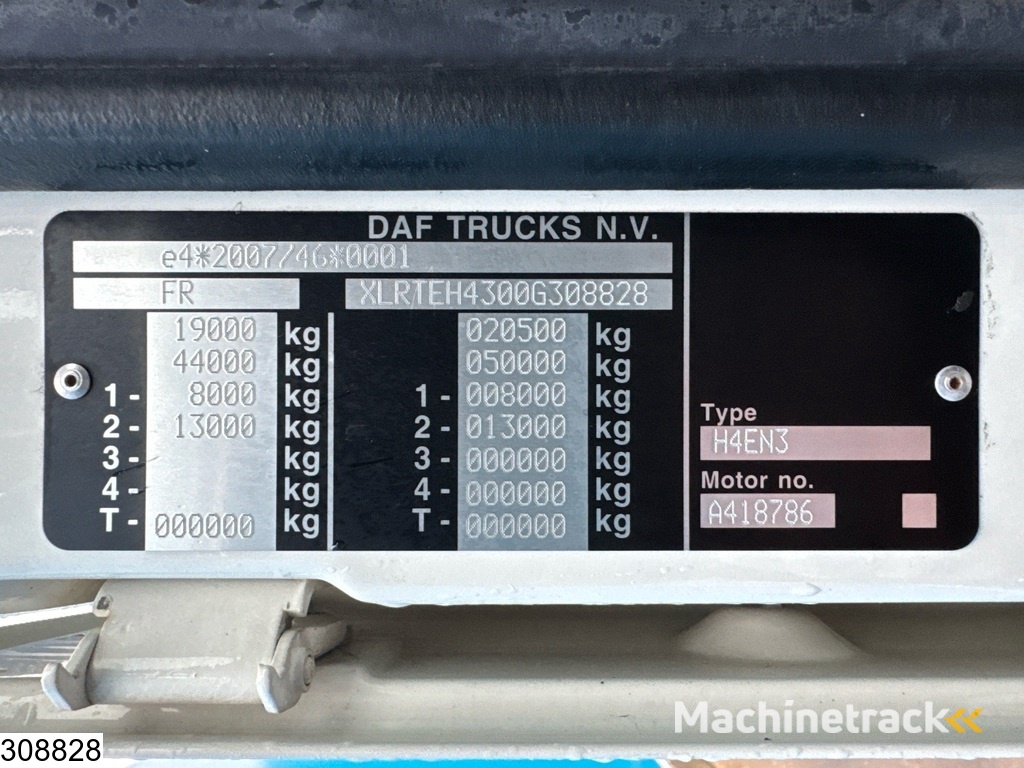 DAF TRUCKS N.V.
e4*2007/46*0001
FR XLRTEH4300G308828
19000 kg 020500 kg
44000 kg 050000 kg
1- 8000 kg 1- 008000 kg
2- 13000 kg 2- 013000 kg
3- kg 3- 000000 kg
4- kg 4- 000000 kg
T- 000000 kg T- 000000 kg
Type
H4EN3
Motor no.
A418786
Machinetrack
308828